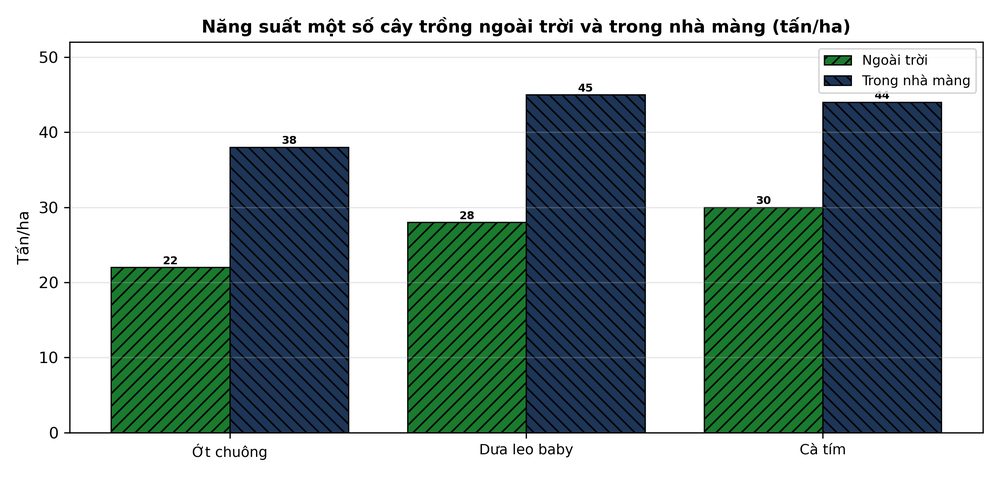 Năng suất một số cây trồng ngoài trời và trong nhà màng (tấn/ha)
Tấn/ha
50
40
30
20
10
0
Ngoài trời
Trong nhà màng
22
38
28
45
30
44
Ớt chuông
Dưa leo baby
Cà tím